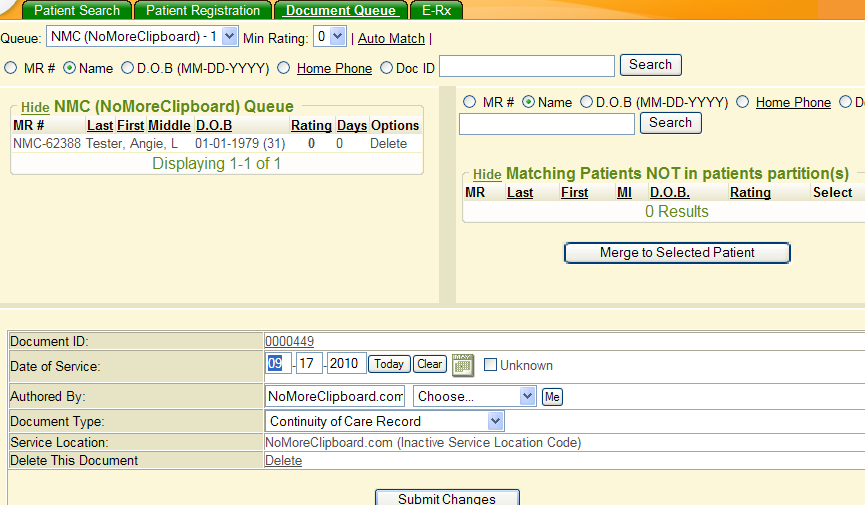 Patient Search Patient Registration Document Queue E-Rx
Queue: NMC (NoMoreClipboard) - 1 Min Rating: 0 | Auto Match |
MR # Name D.O.B (MM-DD-YYYY) Home Phone Doc ID Search
Hide NMC (NoMoreClipboard) Queue
MR # Last First Middle D.O.B Rating Days Options
NMC-62388 Tester, Angie, L 01-01-1979 (31) 0 0 Delete
Displaying 1-1 of 1
MR # Name D.O.B (MM-DD-YYYY) Home Phone D
Search
Hide Matching Patients NOT in patients partition(s)
MR Last First MI D.O.B. Rating Select
0 Results
Merge to Selected Patient
Document ID: 0000449
Date of Service: 09 - 17 - 2010 Today Clear Unknown
Authored By: NoMoreClipboard.com Choose... Me
Document Type: Continuity of Care Record
Service Location: NoMoreClipboard.com (Inactive Service Location Code)
Delete This Document Delete
Submit Changes